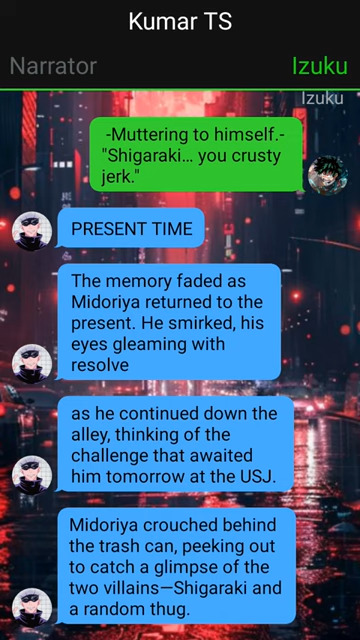 Kumar TS
Narrator
Izuku
Izuku
-Muttering to himself.-
"Shigaraki... you crusty
jerk."
PRESENT TIME
The memory faded as
Midoriya returned to the
present. He smirked, his
eyes gleaming with
resolve
as he continued down the
alley, thinking of the
challenge that awaited
him tomorrow at the USJ.
Midoriya crouched behind
the trash can, peeking out
to catch a glimpse of the
two villains—Shigaraki and
a random thug.